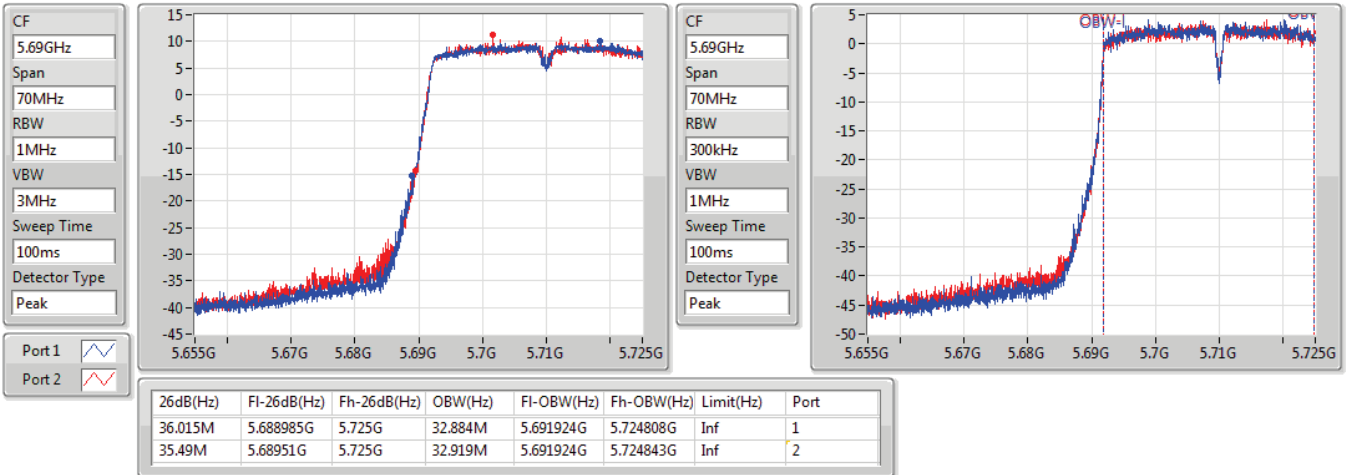 CF
5.69GHz
Span
70MHz
RBW
1MHz
VBW
3MHz
Sweep Time
100ms
Detector Type
Peak
Port 1
Port 2
15
10
5
0
-5
-10
-15
-20
-25
-30
-35
-40
-45
5.655G 5.67G 5.68G 5.69G 5.7G 5.71G 5.725G
CF
5.69GHz
Span
70MHz
RBW
300kHz
VBW
1MHz
Sweep Time
100ms
Detector Type
Peak
5
0
-5
-10
-15
-20
-25
-30
-35
-40
-45
-50
OBW-
5.655G 5.67G 5.68G 5.69G 5.7G 5.71G 5.725G
26dB(Hz) Fl-26dB(Hz) Fh-26dB(Hz) OBW(Hz) Fl-OBW(Hz) Fh-OBW(Hz) Limit(Hz) Port
36.015M 5.688985G 5.725G 32.884M 5.691924G 5.724808G Inf 1
35.49M 5.68951G 5.725G 32.919M 5.691924G 5.724843G Inf 2